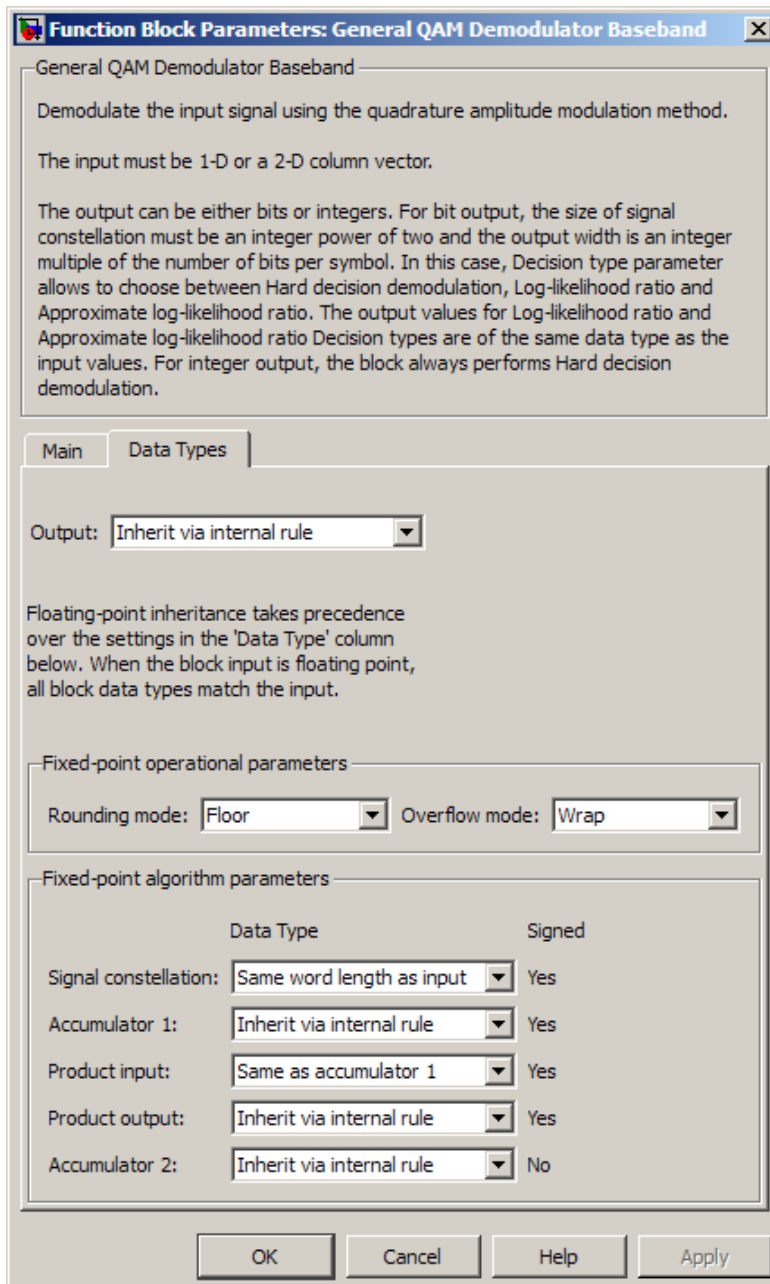 Function Block Parameters: General QAM Demodulator Baseband
General QAM Demodulator Baseband
Demodulate the input signal using the quadrature amplitude modulation method.
The input must be 1-D or a 2-D column vector.
The output can be either bits or integers. For bit output, the size of signal
constellation must be an integer power of two and the output width is an integer
multiple of the number of bits per symbol. In this case, Decision type parameter
allows to choose between Hard decision demodulation, Log-likelihood ratio and
Approximate log-likelihood ratio. The output values for Log-likelihood ratio and
Approximate log-likelihood ratio Decision types are of the same data type as the
input values. For integer output, the block always performs Hard decision
demodulation.
Main Data Types
Output: Inherit via internal rule
Floating-point inheritance takes precedence
over the settings in the 'Data Type' column
below. When the block input is floating point,
all block data types match the input.
Fixed-point operational parameters
Rounding mode: Floor Overflow mode: Wrap
Fixed-point algorithm parameters
Data Type Signed
Signal constellation: Same word length as input Yes
Accumulator 1: Inherit via internal rule Yes
Product input: Same as accumulator 1 Yes
Product output: Inherit via internal rule Yes
Accumulator 2: Inherit via internal rule No
OK Cancel Help Apply